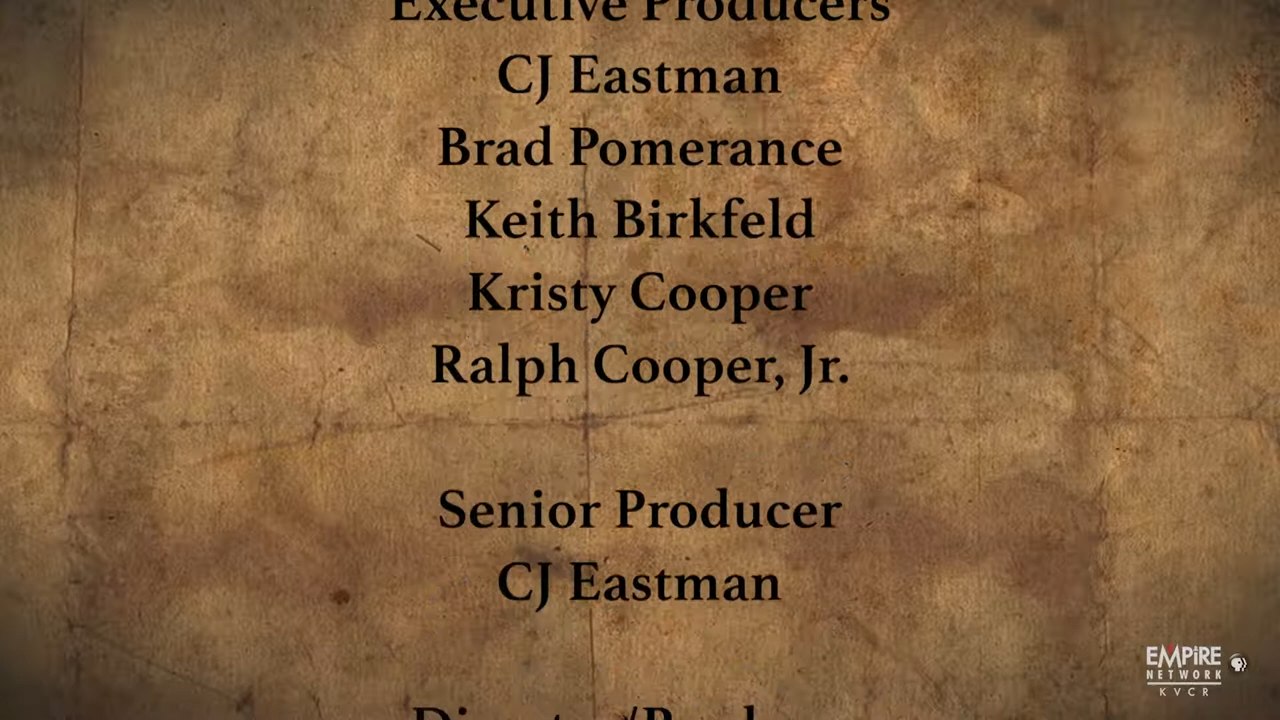 Executive Producers
CJ Eastman
Brad Pomerance
Keith Birkfeld
Kristy Cooper
Ralph Cooper, Jr.
Senior Producer
CJ Eastman
EMPIRE
NETWORK
KVCR